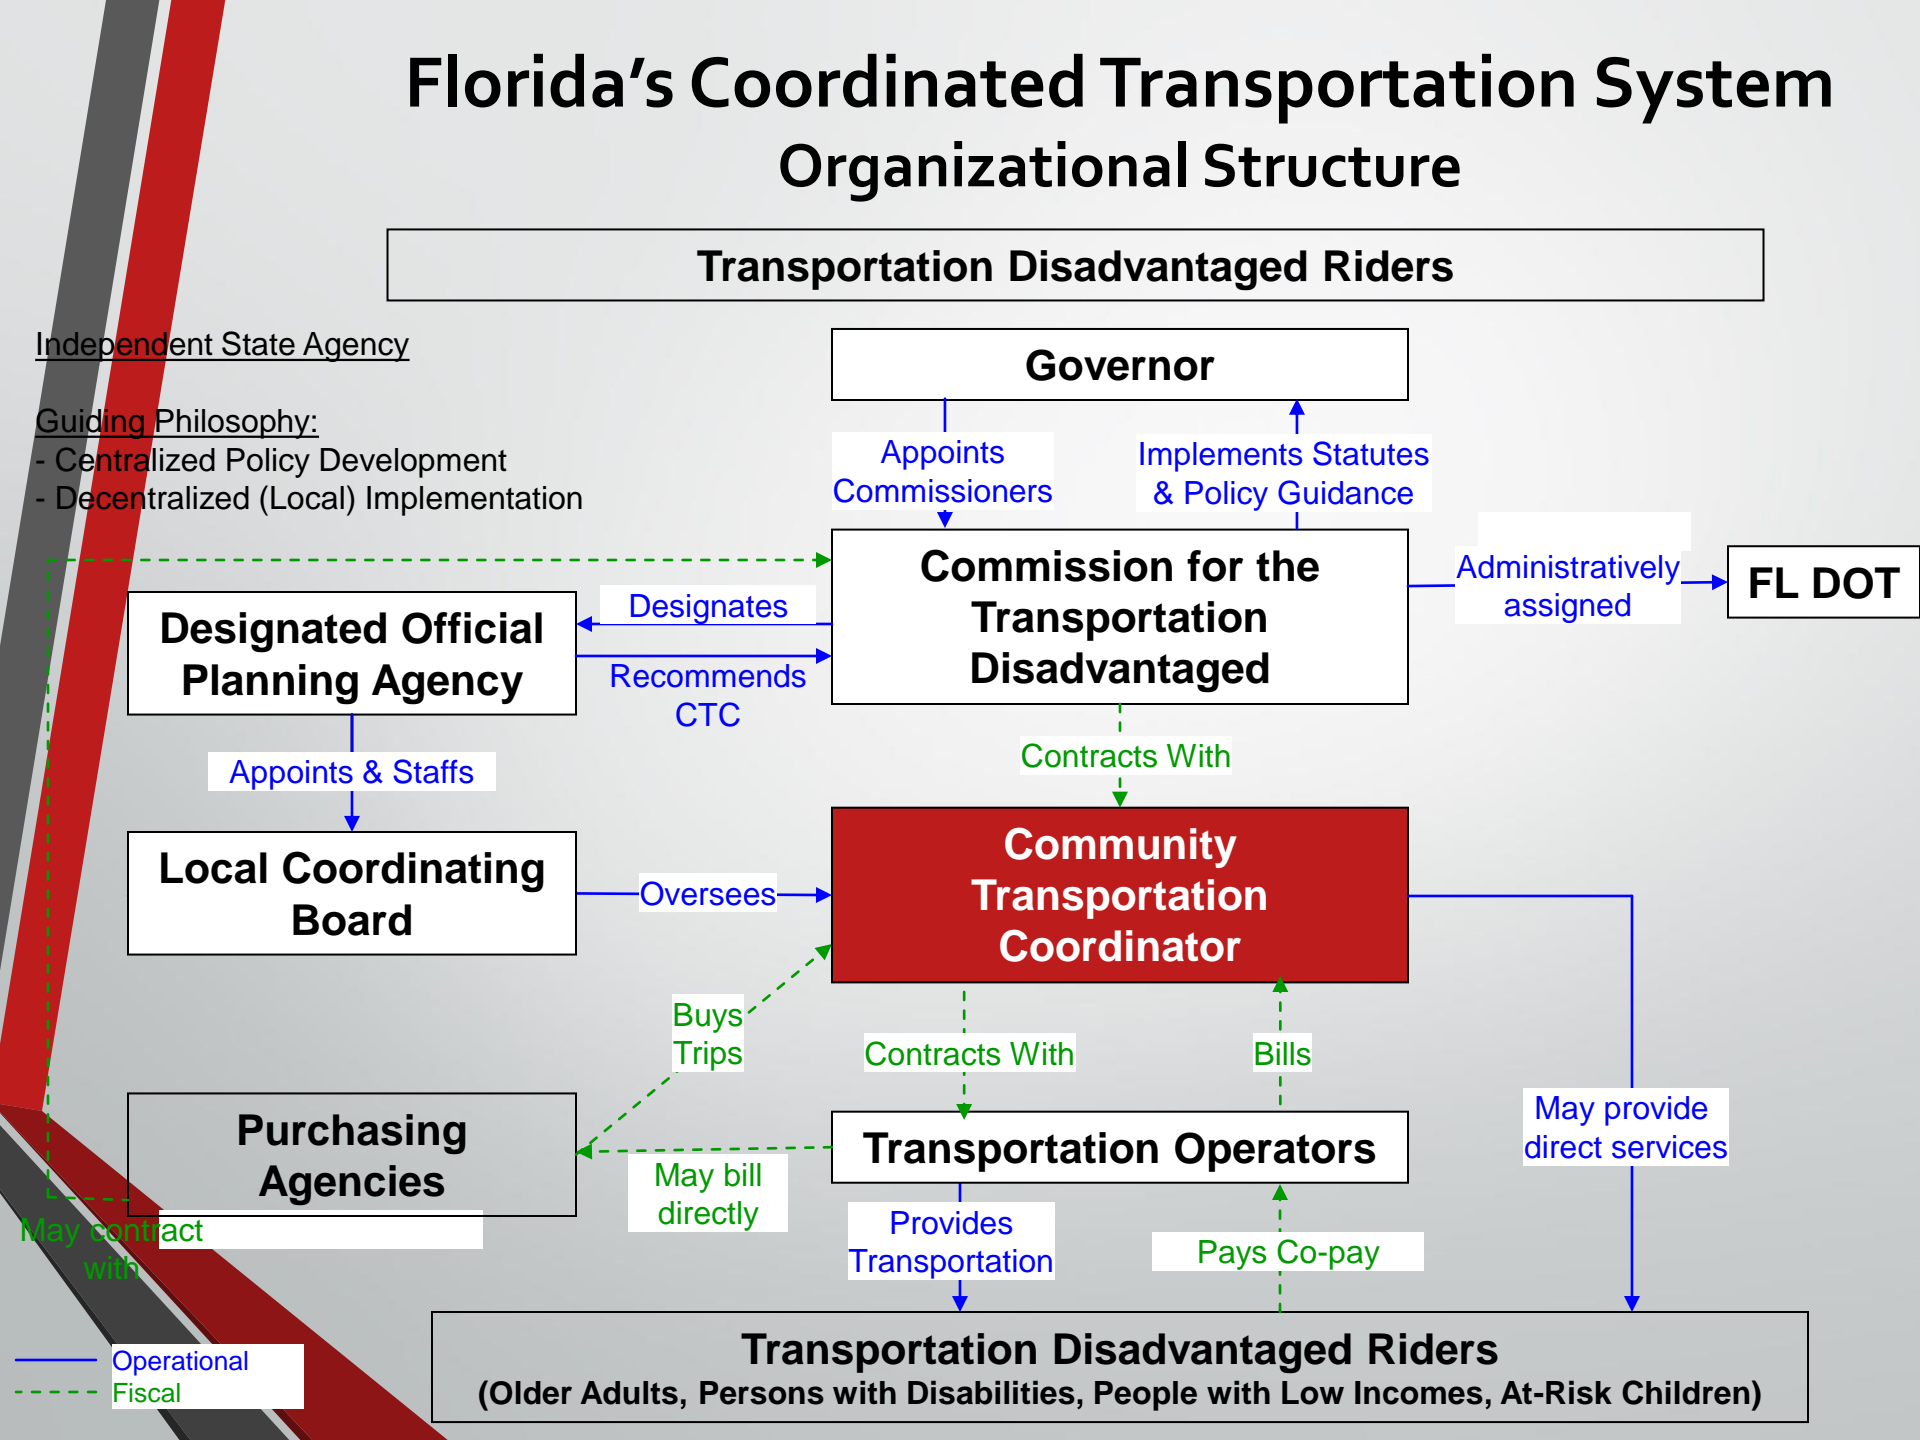 Florida’s Coordinated Transportation System
Organizational Structure
Transportation Disadvantaged Riders
Independent State Agency
Guiding Philosophy:
- Centralized Policy Development
- Decentralized (Local) Implementation
Governor
Appoints
Commissioners
Implements Statutes
& Policy Guidance
Commission for the
Transportation
Disadvantaged
Administratively
assigned
FL DOT
Designates
Recommends
CTC
Designated Official
Planning Agency
Appoints & Staffs
Contracts With
Local Coordinating
Board
Oversees
Community
Transportation
Coordinator
Buys
Trips
Contracts With
Bills
May provide
direct services
Purchasing
Agencies
May bill
directly
Transportation Operators
May contract
with
Provides
Transportation
Pays Co-pay
Transportation Disadvantaged Riders
(Older Adults, Persons with Disabilities, People with Low Incomes, At-Risk Children)
Operational
Fiscal